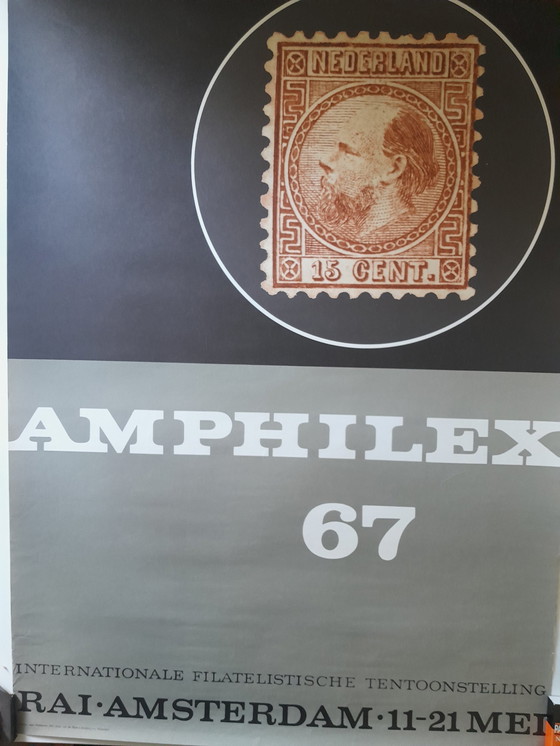 NEDERLAND
15 CENT.
AMPHILEX
67
INTERNATIONALE FILATELISTISCHE TENTOONSTELLING
RAI·AMSTERDAM·11-21 MEI